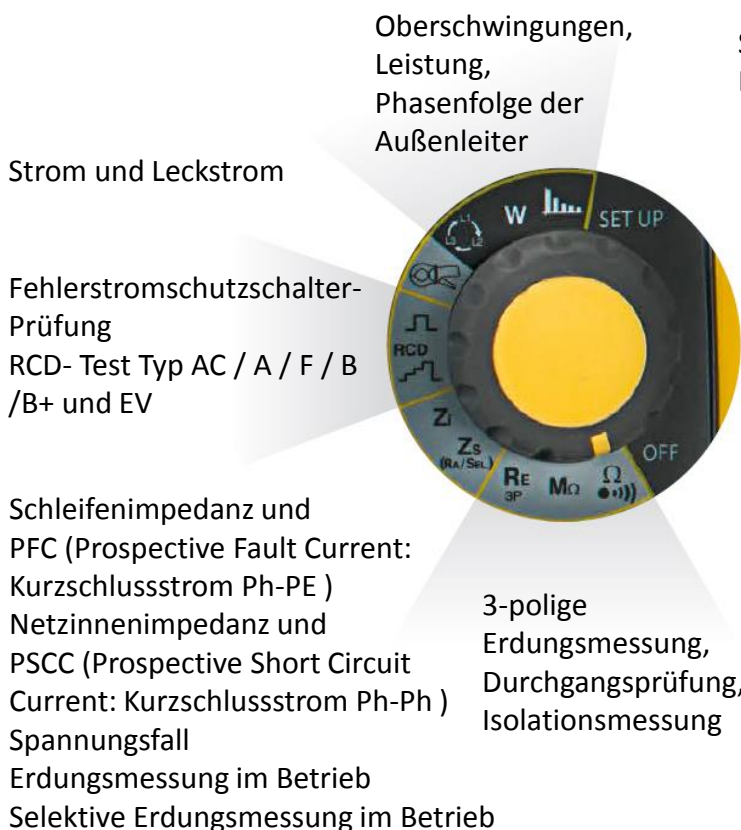 Oberschwingungen,
Leistung,
Phasenfolge der
Außenleiter
Strom und Leckstrom
Fehlerstromschutzschalter-
Prüfung
RCD- Test Typ AC / A / F / B
/B+ und EV
Schleifenimpedanz und
PFC (Prospective Fault Current:
Kurzschlussstrom Ph-PE )
Netzinnenimpedanz und
PSCC (Prospective Short Circuit
Current: Kurzschlussstrom Ph-Ph )
Spannungsfall
Erdungsmessung im Betrieb
Selektive Erdungsmessung im Betrieb
3-polige
Erdungsmessung,
Durchgangsprüfung,
Isolationsmessung
L1
L3 L2
W
SET UP
RCD
Zi
Zs
(RA/SEL.)
RE
3P
MΩ
Ω
OFF